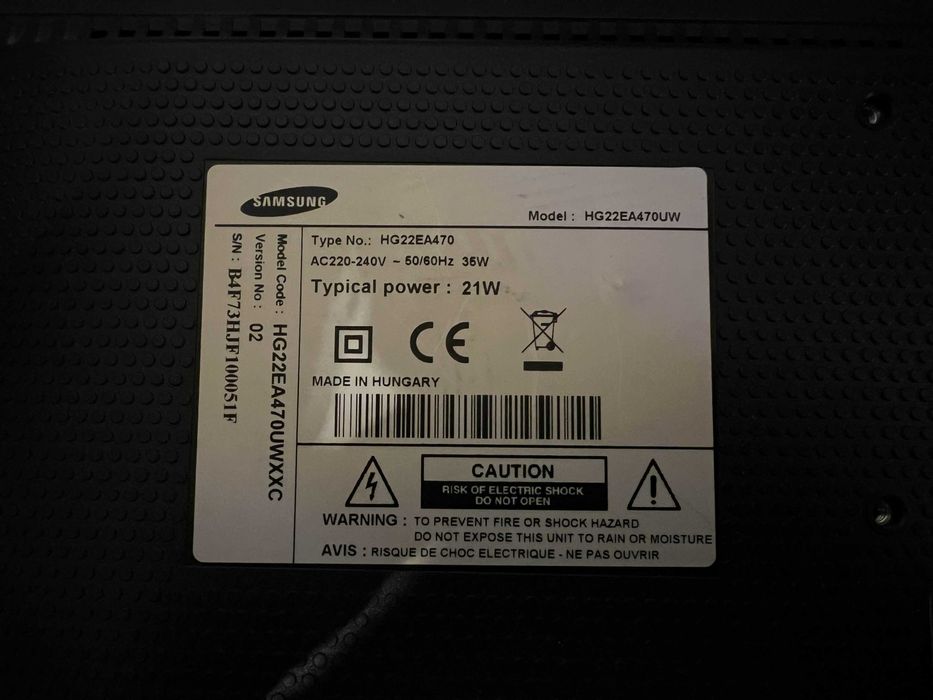 SAMSUNG
Model : HG22EA470UW
Model Code : HG22EA470UWXXC
Version No : 02
S/N : B4F73HJF100051F
Type No.: HG22EA470
AC220-240V ~ 50/60Hz 35W
Typical power : 21W
CE
MADE IN HUNGARY
CAUTION
RISK OF ELECTRIC SHOCK
DO NOT OPEN
WARNING : TO PREVENT FIRE OR SHOCK HAZARD
DO NOT EXPOSE THIS UNIT TO RAIN OR MOISTURE
AVIS : RISQUE DE CHOC ELECTRIQUE - NE PAS OUVRIR